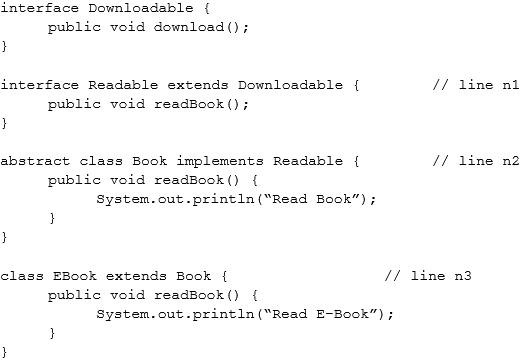 interface Downloadable {
public void download();
}
interface Readable extends Downloadable { // line n1
public void readBook();
}
abstract class Book implements Readable { // line n2
public void readBook() {
System.out.println(“Read Book”);
}
}
class EBook extends Book { // line n3
public void readBook() {
System.out.println(“Read E-Book”);
}
}